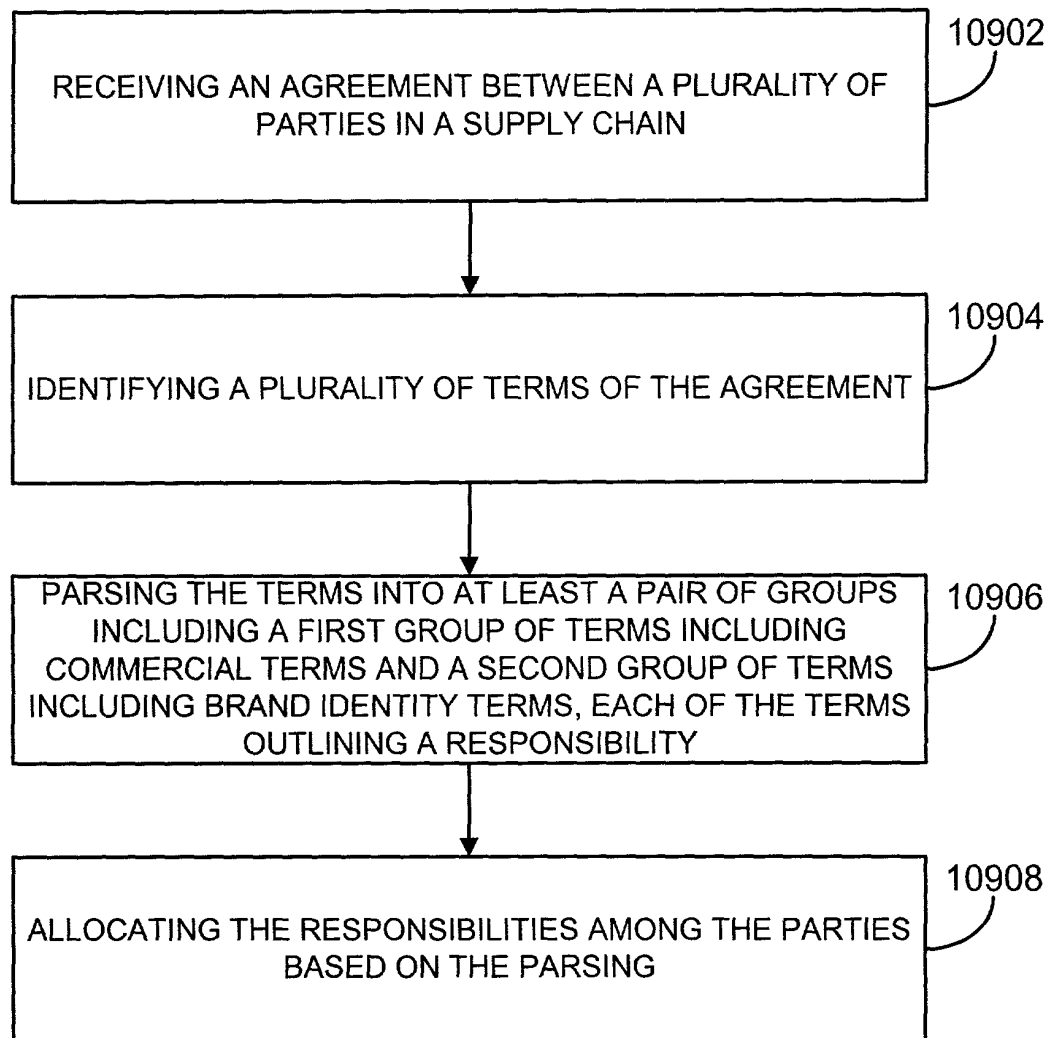 10902
RECEIVING AN AGREEMENT BETWEEN A PLURALITY OF
PARTIES IN A SUPPLY CHAIN
10904
IDENTIFYING A PLURALITY OF TERMS OF THE AGREEMENT
10906
PARSING THE TERMS INTO AT LEAST A PAIR OF GROUPS
INCLUDING A FIRST GROUP OF TERMS INCLUDING
COMMERCIAL TERMS AND A SECOND GROUP OF TERMS
INCLUDING BRAND IDENTITY TERMS, EACH OF THE TERMS
OUTLINING A RESPONSIBILITY
10908
ALLOCATING THE RESPONSIBILITIES AMONG THE PARTIES
BASED ON THE PARSING